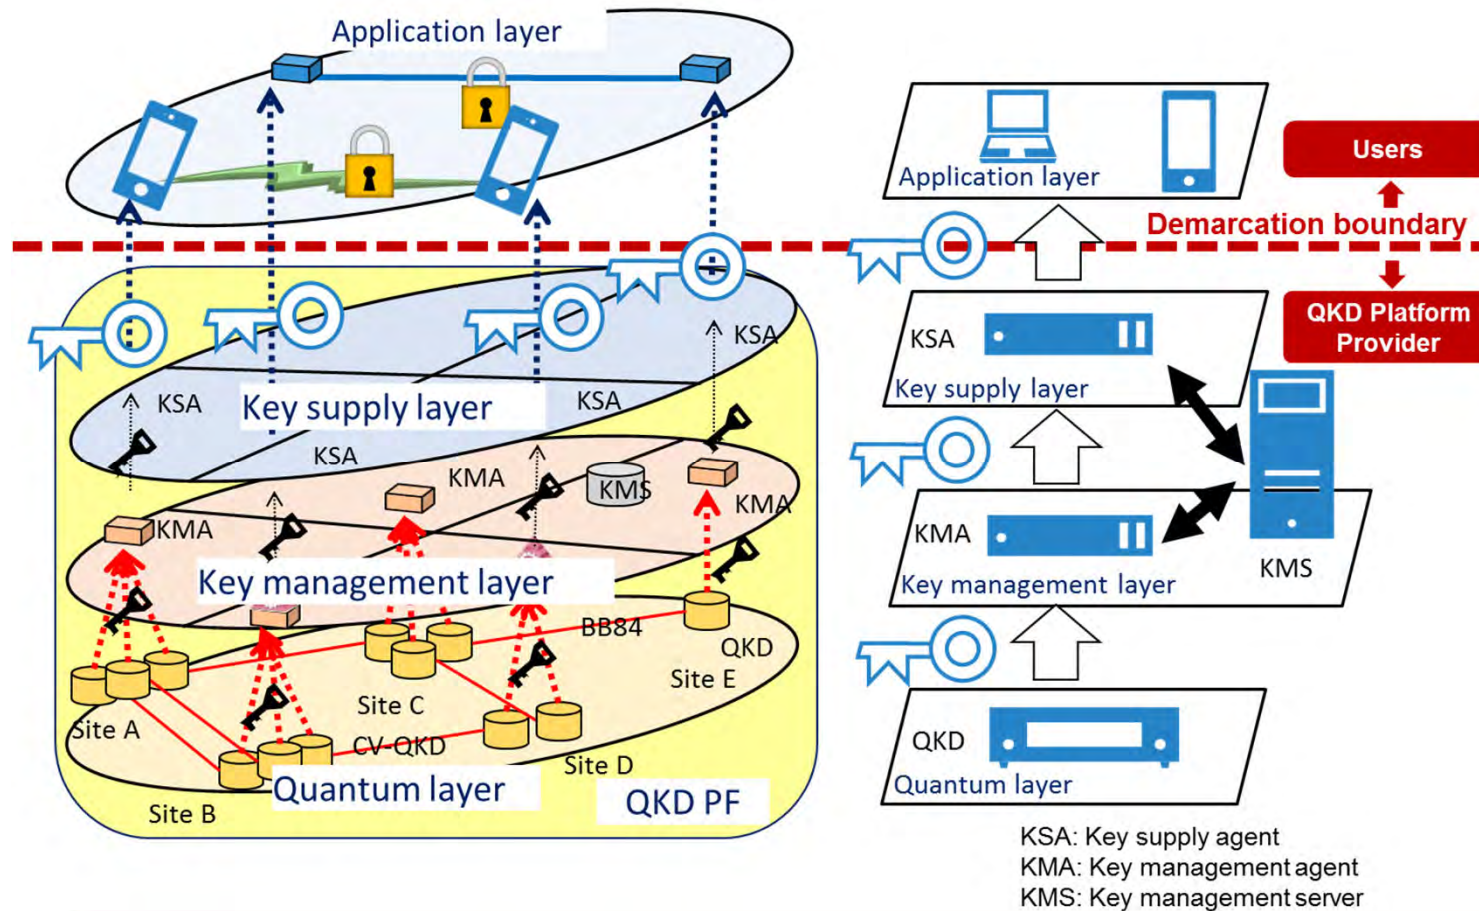 Application layer
KSA
KSA
KSA
Key supply layer
KSA
KMA
KMS
KMA
KMA
Key management layer
BB84
QKD
Site E
Site C
Site A
CV-QKD
Site D
Quantum layer
Site B
QKD PF
Application layer
Users
Demarcation boundary
QKD Platform
Provider
KSA
Key supply layer
KMA
Key management layer
KMS
QKD
Quantum layer
KSA: Key supply agent
KMA: Key management agent
KMS: Key management server